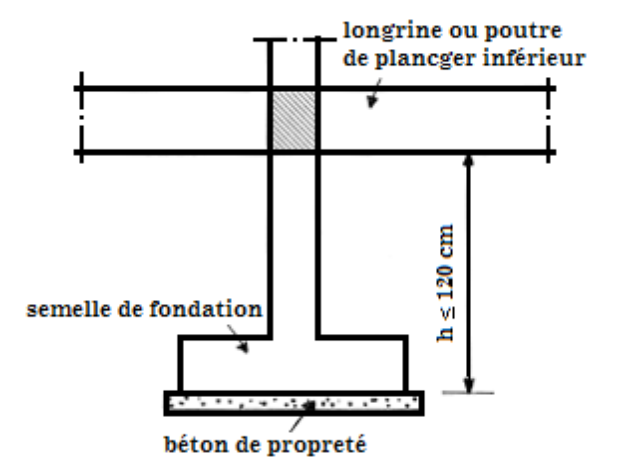 longrine ou poutre
de plancger inférieur
h ≤ 120 cm
semelle de fondation
béton de propreté